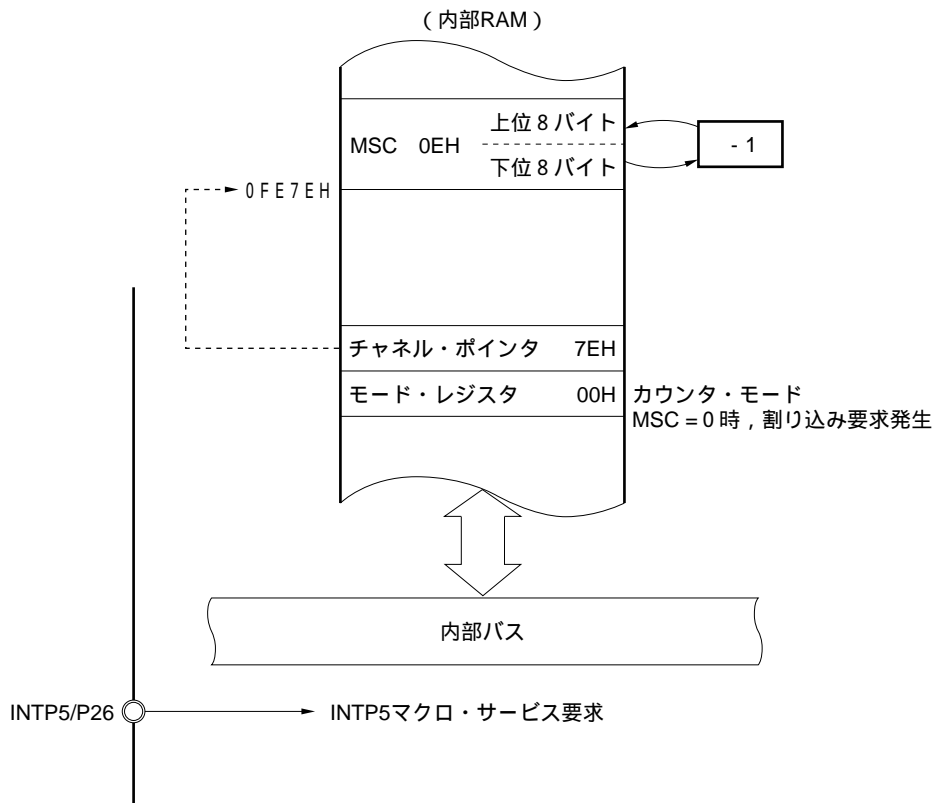 （内部RAM）
上位８バイト
MSC 0EH
- 1
下位８バイト
0FE7EH
チャネル・ポインタ 7EH
モード・レジスタ 00H
カウンタ・モード
MSC＝0 時，割り込み要求発生
内部バス
INTP5/P26
INTP5マクロ・サービス要求